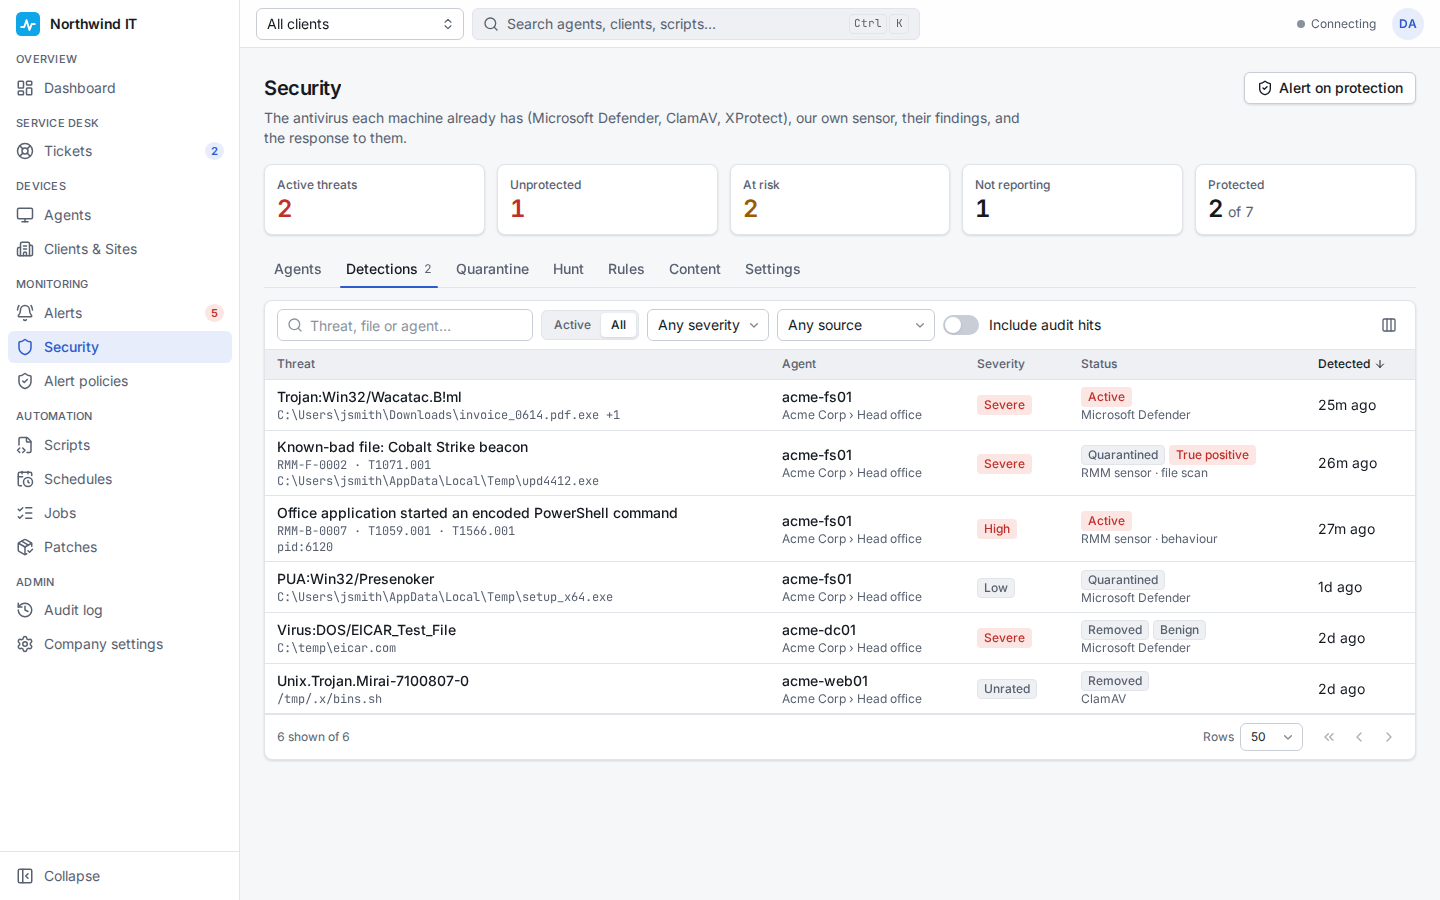 Northwind IT
All clients
Search agents, clients, scripts...
Ctrl K
Connecting
DA
OVERVIEW
Dashboard
SERVICE DESK
Tickets 2
DEVICES
Agents
Clients & Sites
MONITORING
Alerts 5
Security
Alert policies
AUTOMATION
Scripts
Schedules
Jobs
Patches
ADMIN
Audit log
Company settings
Collapse
Security
Alert on protection
The antivirus each machine already has (Microsoft Defender, ClamAV, XProtect), our own sensor, their findings, and
the response to them.
Active threats
2
Unprotected
1
At risk
2
Not reporting
1
Protected
2 of 7
Agents Detections 2 Quarantine Hunt Rules Content Settings
Threat, file or agent... Active All Any severity Any source Include audit hits
Threat Agent Severity Status Detected
Trojan:Win32/Wacatac.B!ml
C:\Users\jsmith\Downloads\invoice_0614.pdf.exe +1
acme-fs01
Acme Corp › Head office
Severe
Active
Microsoft Defender
25m ago
Known-bad file: Cobalt Strike beacon
RMM-F-0002 · T1071.001
C:\Users\jsmith\AppData\Local\Temp\upd4412.exe
acme-fs01
Acme Corp › Head office
Severe
Quarantined True positive
RMM sensor · file scan
26m ago
Office application started an encoded PowerShell command
RMM-B-0007 · T1059.001 · T1566.001
pid:6120
acme-fs01
Acme Corp › Head office
High
Active
RMM sensor · behaviour
27m ago
PUA:Win32/Presenoker
C:\Users\jsmith\AppData\Local\Temp\setup_x64.exe
acme-fs01
Acme Corp › Head office
Low
Quarantined
Microsoft Defender
1d ago
Virus:DOS/EICAR_Test_File
C:\temp\eicar.com
acme-dc01
Acme Corp › Head office
Severe
Removed Benign
Microsoft Defender
2d ago
Unix.Trojan.Mirai-7100807-0
/tmp/.x/bins.sh
acme-web01
Acme Corp › Head office
Unrated
Removed
ClamAV
2d ago
6 shown of 6
Rows 50